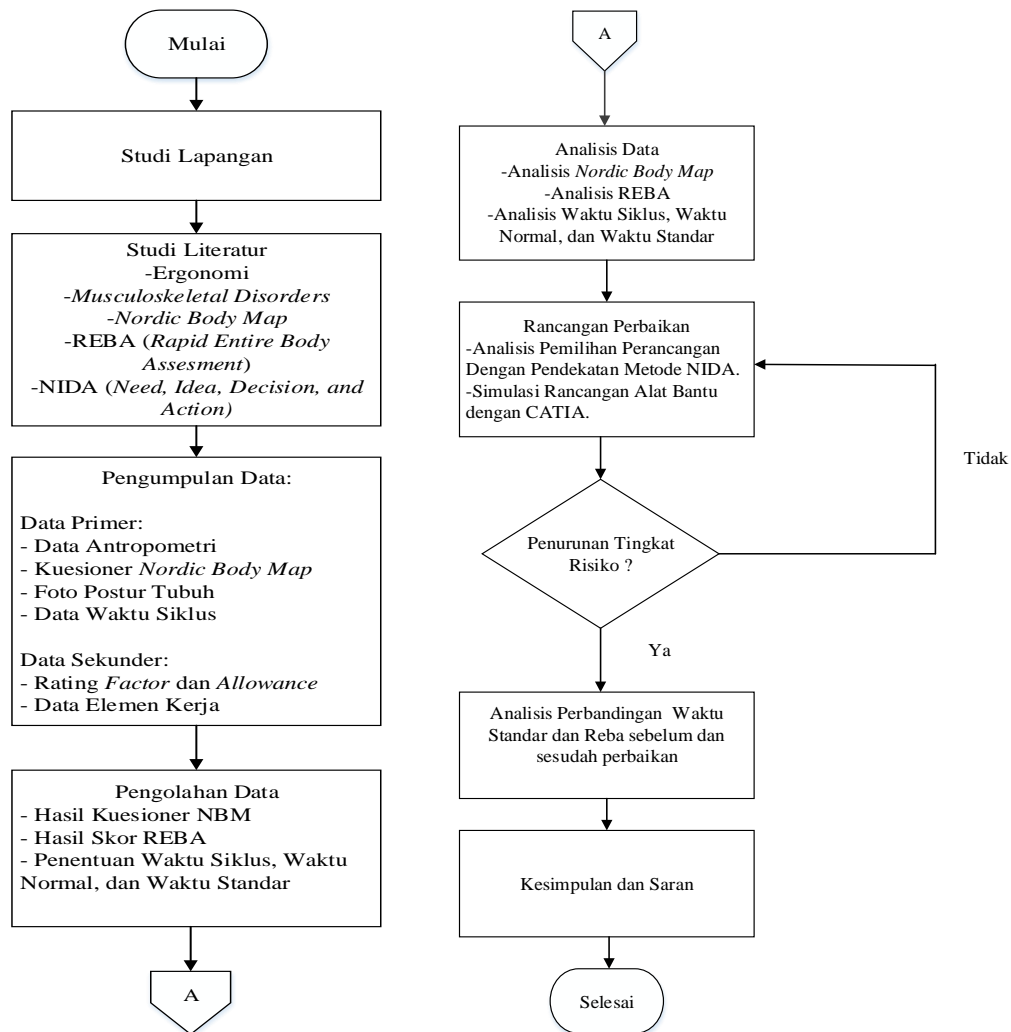 Mulai
Studi Lapangan
Studi Literatur
-Ergonomi
-Musculoskeletal Disorders
-Nordic Body Map
-REBA (Rapid Entire Body
Assesment)
-NIDA (Need, Idea, Decision, and
Action)
Pengumpulan Data:
Data Primer:
- Data Antropometri
- Kuesioner Nordic Body Map
- Foto Postur Tubuh
- Data Waktu Siklus
Data Sekunder:
- Rating Factor dan Allowance
- Data Elemen Kerja
Pengolahan Data
- Hasil Kuesioner NBM
- Hasil Skor REBA
- Penentuan Waktu Siklus, Waktu
Normal, dan Waktu Standar
A
A
Analisis Data
-Analisis Nordic Body Map
-Analisis REBA
-Analisis Waktu Siklus, Waktu
Normal, dan Waktu Standar
Rancangan Perbaikan
-Analisis Pemilihan Perancangan
Dengan Pendekatan Metode NIDA.
-Simulasi Rancangan Alat Bantu
dengan CATIA.
Tidak
Penurunan Tingkat
Risiko ?
Ya
Analisis Perbandingan Waktu
Standar dan Reba sebelum dan
sesudah perbaikan
Kesimpulan dan Saran
Selesai